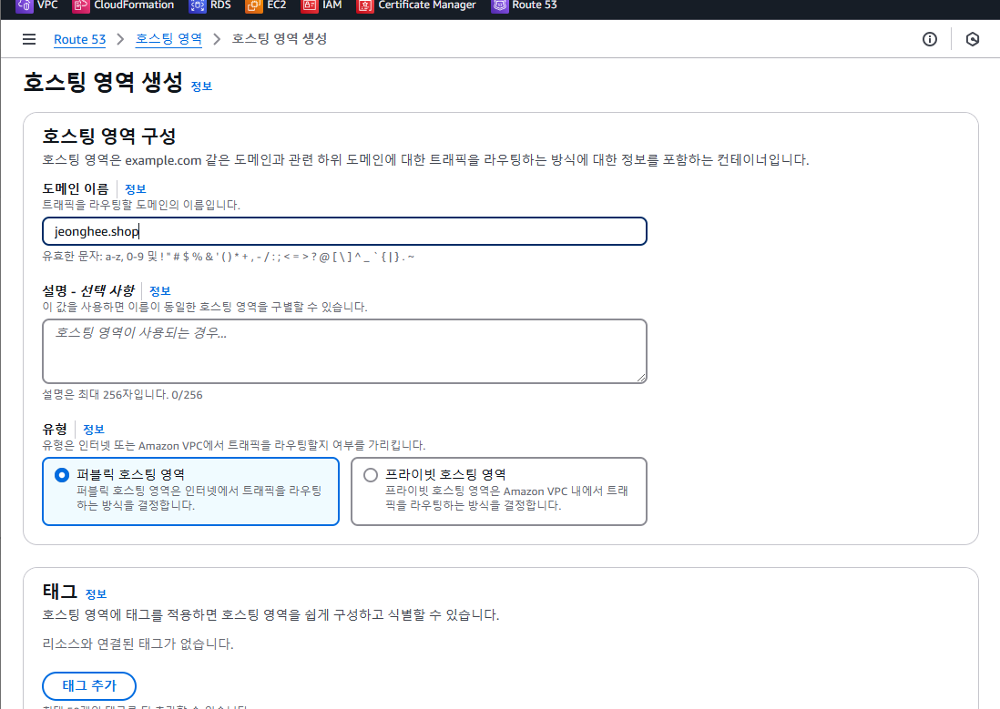 VPC CloudFormation RDS EC2 IAM Certificate Manager Route 53
Route 53 > 호스팅 영역 > 호스팅 영역 생성
호스팅 영역 생성 정보
호스팅 영역 구성
호스팅 영역은 example.com 같은 도메인과 관련 하위 도메인에 대한 트래픽을 라우팅하는 방식에 대한 정보를 포함하는 컨테이너입니다.
도메인 이름 정보
트래픽을 라우팅할 도메인의 이름입니다.
jeonghee.shop
유효한 문자: a-z, 0-9 및 ! " # $ % & ' ( ) * + , - / : ; < = > ? @ [ \ ] ^ _ ` { | } . ~
설명 - 선택 사항 정보
이 값을 사용하면 이름이 동일한 호스팅 영역을 구별할 수 있습니다.
호스팅 영역이 사용되는 경우...
설명은 최대 256자입니다. 0/256
유형 정보
유형은 인터넷 또는 Amazon VPC에서 트래픽을 라우팅할지 여부를 가리킵니다.
퍼블릭 호스팅 영역
퍼블릭 호스팅 영역은 인터넷에서 트래픽을 라우팅
하는 방식을 결정합니다.
프라이빗 호스팅 영역
프라이빗 호스팅 영역은 Amazon VPC 내에서 트래
픽을 라우팅하는 방식을 결정합니다.
태그 정보
호스팅 영역에 태그를 적용하면 호스팅 영역을 쉽게 구성하고 식별할 수 있습니다.
리소스와 연결된 태그가 없습니다.
태그 추가